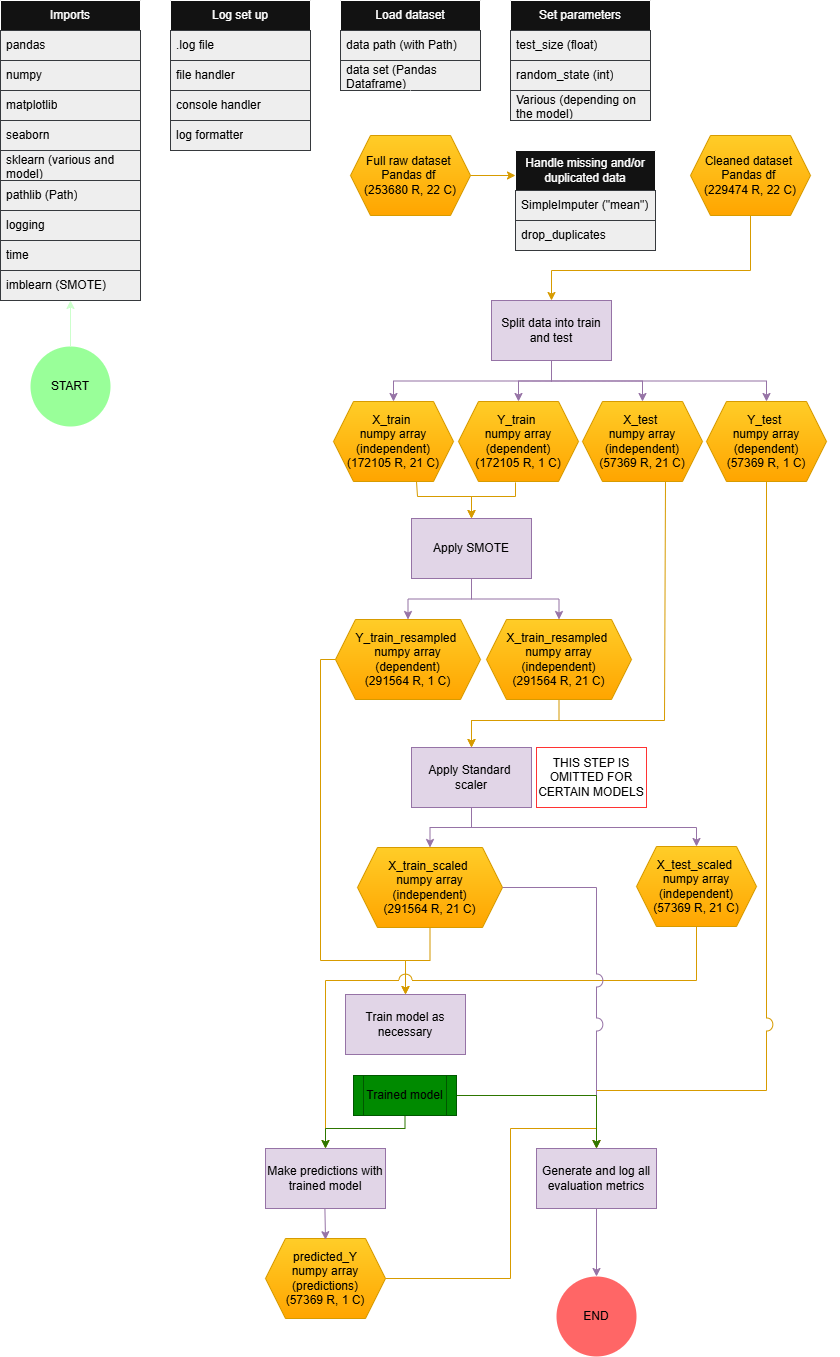 Imports
pandas
numpy
matplotlib
seaborn
sklearn (various and
model)
pathlib (Path)
logging
time
imblearn (SMOTE)
START
Log set up
.log file
file handler
console handler
log formatter
Load dataset
data path (with Path)
data set (Pandas
Dataframe)
Set parameters
test_size (float)
random_state (int)
Various (depending on
the model)
Full raw dataset
Pandas df
(253680 R, 22 C)
Handle missing and/or
duplicated data
SimpleImputer ("mean")
drop_duplicates
Cleaned dataset
Pandas df
(229474 R, 22 C)
Split data into train
and test
X_train
numpy array
(independent)
(172105 R, 21 C)
Y_train
numpy array
(dependent)
(172105 R, 1 C)
X_test
numpy array
(independent)
(57369 R, 21 C)
Y_test
numpy array
(dependent)
(57369 R, 1 C)
Apply SMOTE
Y_train_resampled
numpy array
(dependent)
(291564 R, 1 C)
X_train_resampled
numpy array
(independent)
(291564 R, 21 C)
Apply Standard
scaler
THIS STEP IS
OMITTED FOR
CERTAIN MODELS
X_train_scaled
numpy array
(independent)
(291564 R, 21 C)
X_test_scaled
numpy array
(independent)
(57369 R, 21 C)
Train model as
necessary
Trained model
Make predictions with
trained model
Generate and log all
evaluation metrics
predicted_Y
numpy array
(predictions)
(57369 R, 1 C)
END